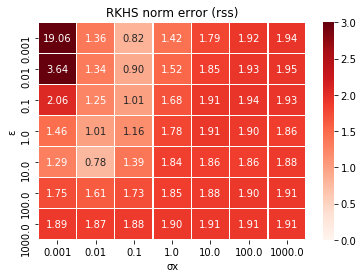 RKHS norm error (rss)
19.06 1.36 0.82 1.42 1.79 1.92 1.94
3.64 1.34 0.90 1.52 1.85 1.93 1.95
2.06 1.25 1.01 1.68 1.91 1.94 1.93
1.46 1.01 1.16 1.78 1.91 1.90 1.86
1.29 0.78 1.39 1.84 1.86 1.86 1.88
1.75 1.61 1.73 1.85 1.88 1.90 1.91
1.89 1.87 1.88 1.90 1.91 1.91 1.91
0.001
0.01
0.1
1.0
10.0
100.0
1000.0
ε
0.001 0.01 0.1 1.0 10.0 100.0 1000.0
σx
3.0
2.5
2.0
1.5
1.0
0.5
0.0